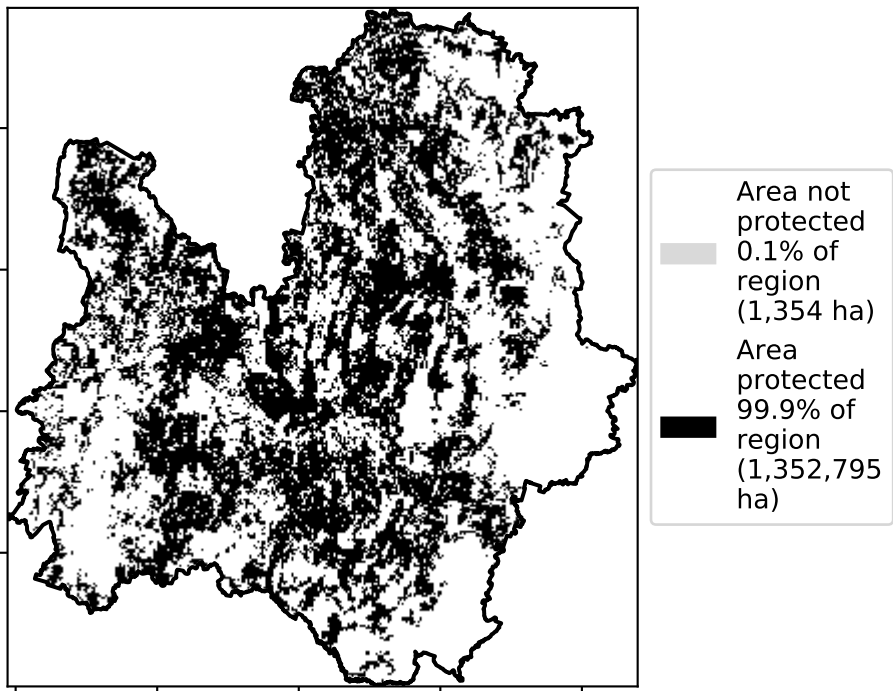 Area not
protected
0.1% of
region
(1,354 ha)
Area
protected
99.9% of
region
(1,352,795
ha)